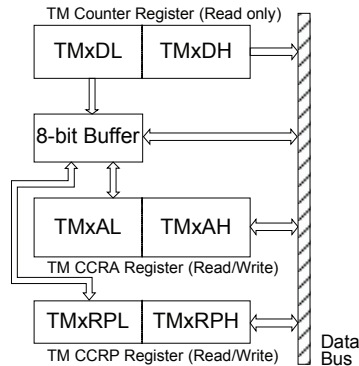 TM Counter Register (Read only)
TMxDL TMxDH
8-bit Buffer
TMxAL TMxAH
TM CCRA Register (Read/Write)
TMxRPL TMxRPH
TM CCRP Register (Read/Write)
Data
Bus